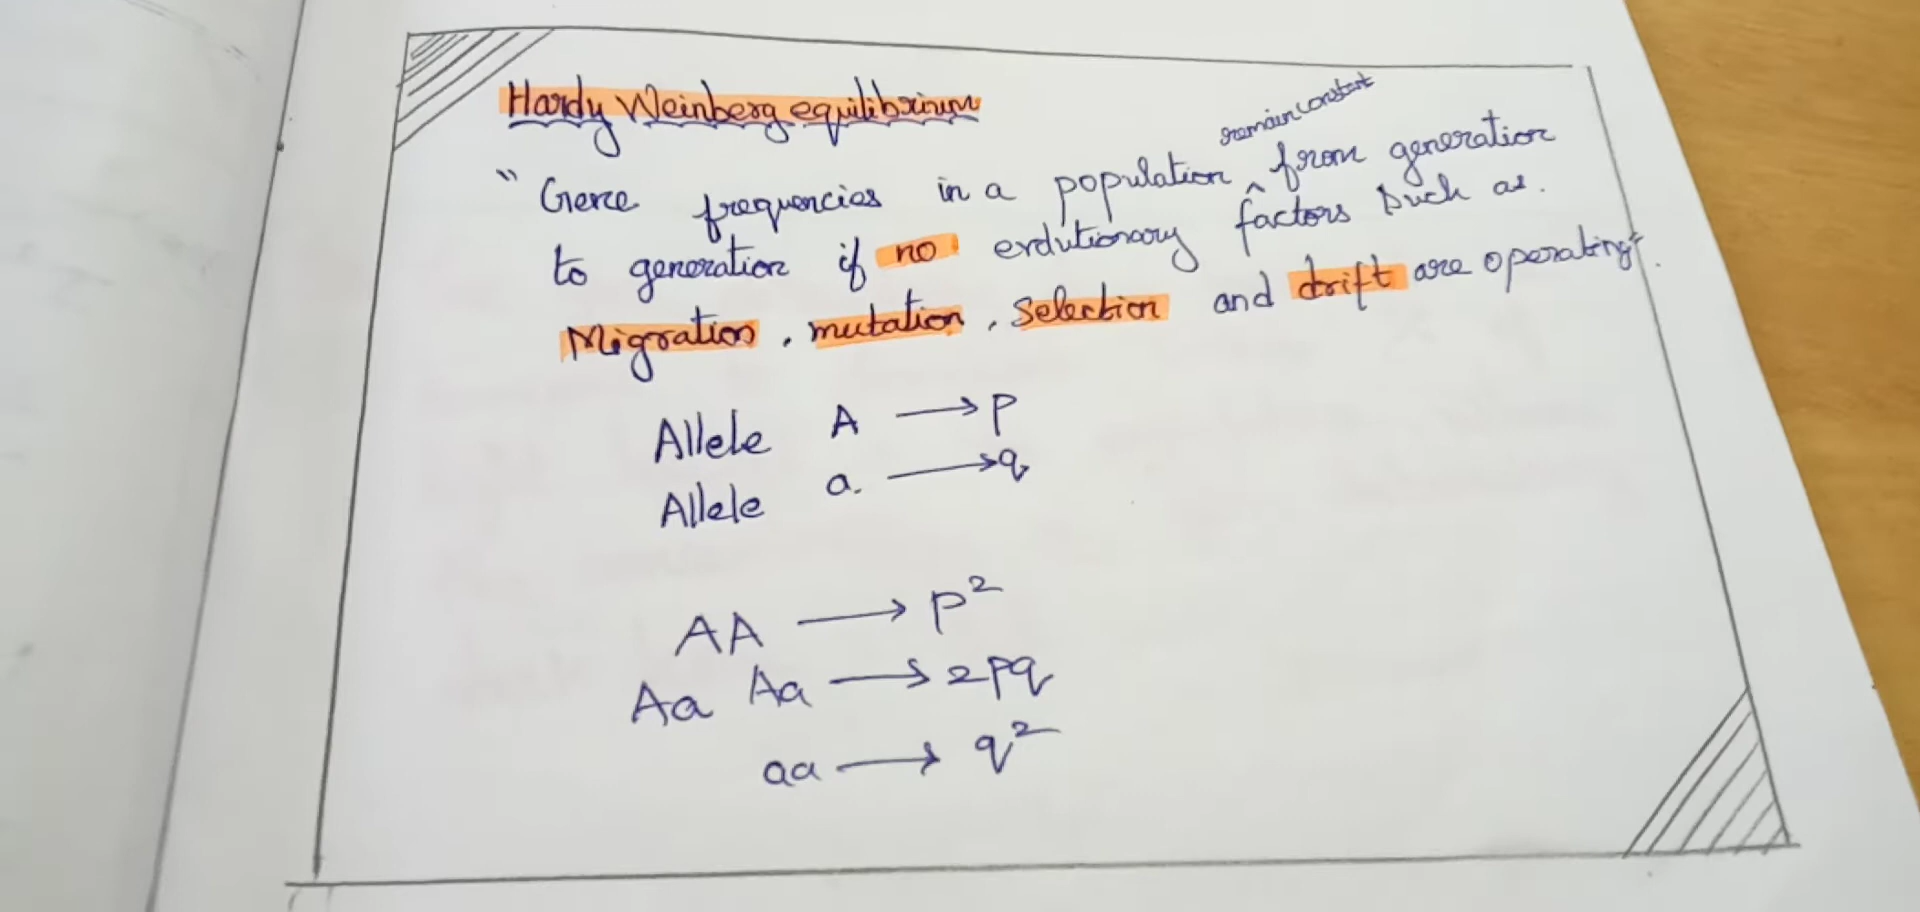 Hardy Weinberg equilibrium
remain constant
" Gene frequencies in a population ^ from generation
to generation if no evolutionary factors such as.
Migration, mutation, selection and drift are operating".
Allele A → p
Allele a. → q
AA → p²
Aa Aa → 2pq
aa → q²